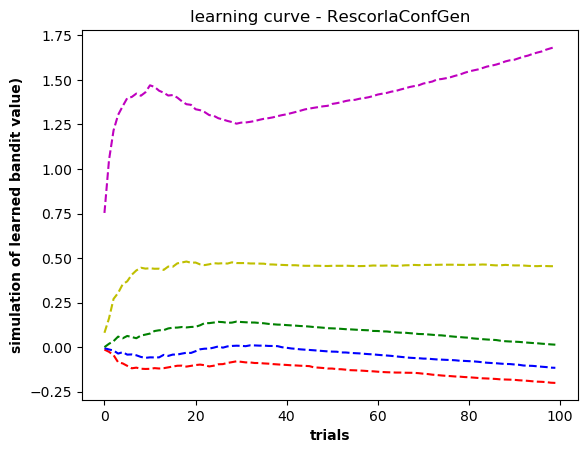 learning curve - RescorlaConfGen
simulation of learned bandit value)
1.75
1.50
1.25
1.00
0.75
0.50
0.25
0.00
−0.25
0 20 40 60 80 100
trials